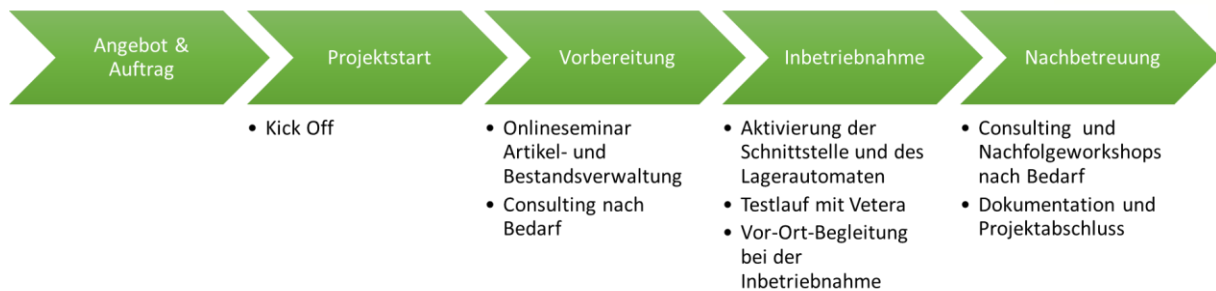 Angebot &
Auftrag
Projektstart
Vorbereitung
Inbetriebnahme
Nachbetreuung
• Kick Off
• Onlineseminar
Artikel- und
Bestandsverwaltung
• Consulting nach
Bedarf
• Aktivierung der
Schnittstelle und des
Lagerautomaten
• Testlauf mit Vetera
• Vor-Ort-Begleitung
bei der
Inbetriebnahme
• Consulting und
Nachfolgeworkshops
nach Bedarf
• Dokumentation und
Projektabschluss